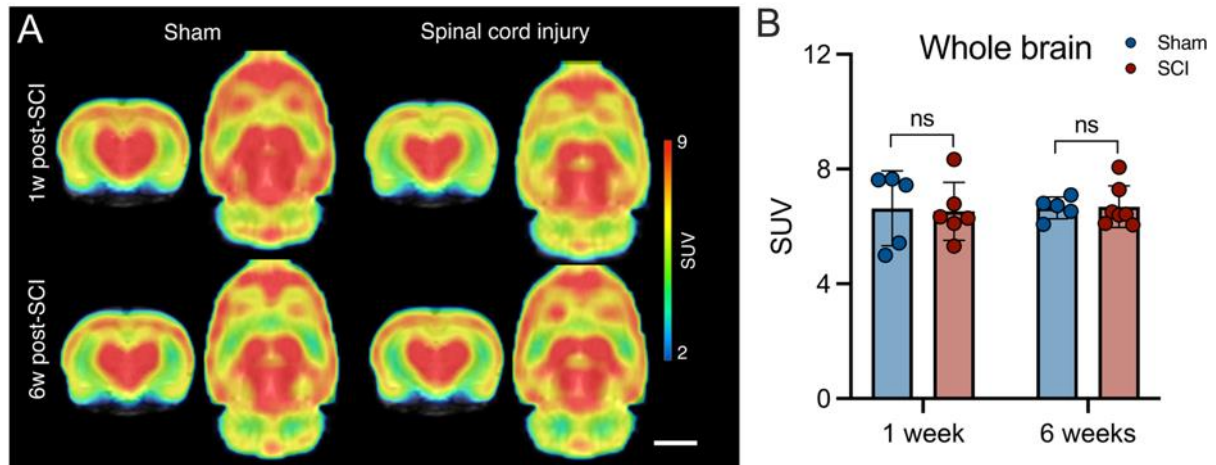 A
Sham
Spinal cord injury
1w post-SCI
6w post-SCI
9
SUV
2
B
Whole brain
Sham
SCI
12
8
4
0
SUV
ns
ns
1 week
6 weeks